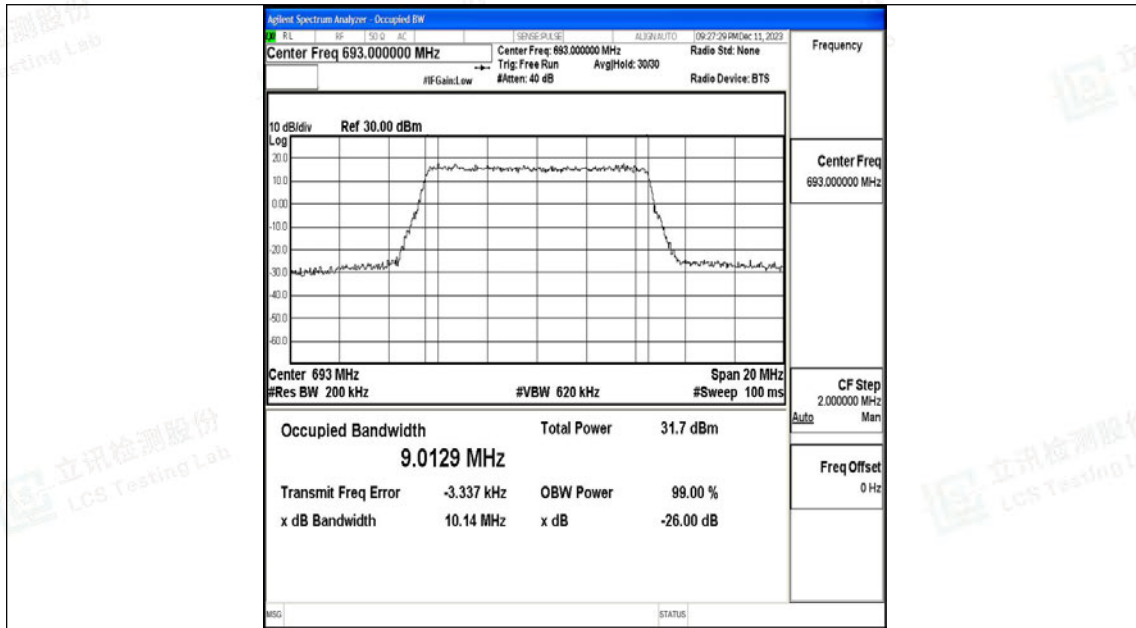 Agilent Spectrum Analyzer - Occupied BW
RL RF 50 Ω AC SENSE:PULSE ALIGNAUTO 09:27:29 PM Dec 11, 2023
Center Freq 693.000000 MHz
Center Freq: 693.000000 MHz
Radio Std: None
Trig: Free Run
Avg|Hold: 30/30
#IFGain:Low
#Atten: 40 dB
Radio Device: BTS
Frequency
10 dB/div
Ref 30.00 dBm
Log
20.0
10.0
0.00
-10.0
-20.0
-30.0
-40.0
-50.0
-60.0
Center Freq
693.000000 MHz
Center 693 MHz
Span 20 MHz
#Res BW 200 kHz
#VBW 620 kHz
#Sweep 100 ms
CF Step
2.000000 MHz
Auto Man
Occupied Bandwidth
9.0129 MHz
Total Power 31.7 dBm
Transmit Freq Error -3.337 kHz
OBW Power 99.00 %
x dB Bandwidth 10.14 MHz
x dB -26.00 dB
Freq Offset
0 Hz
MSG
STATUS
立讯检测股份
LCS Testing Lab
立讯检测股份
LCS Testing Lab